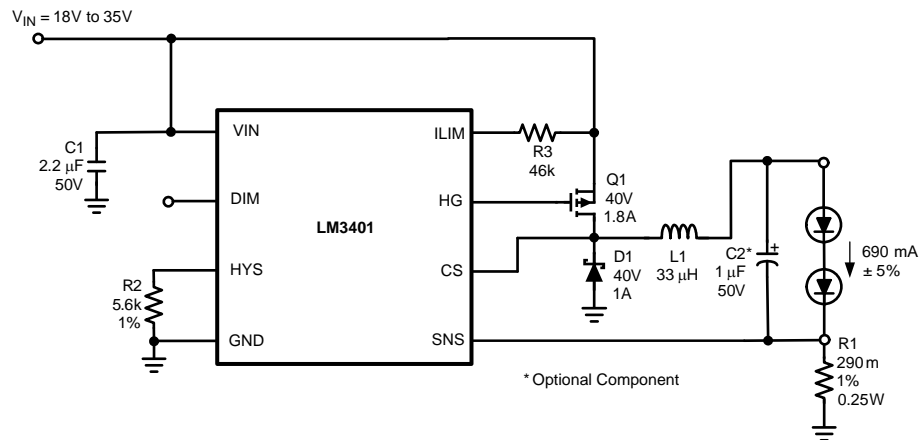 VIN = 18V to 35V
C1
2.2 μF
50V
VIN
DIM
HYS
GND
LM3401
ILIM
HG
CS
SNS
R2
5.6k
1%
R3
46k
Q1
40V
1.8A
D1
40V
1A
L1
33 μH
C2*
1 μF
50V
+
690 mA
± 5%
R1
290m
1%
0.25W
* Optional Component